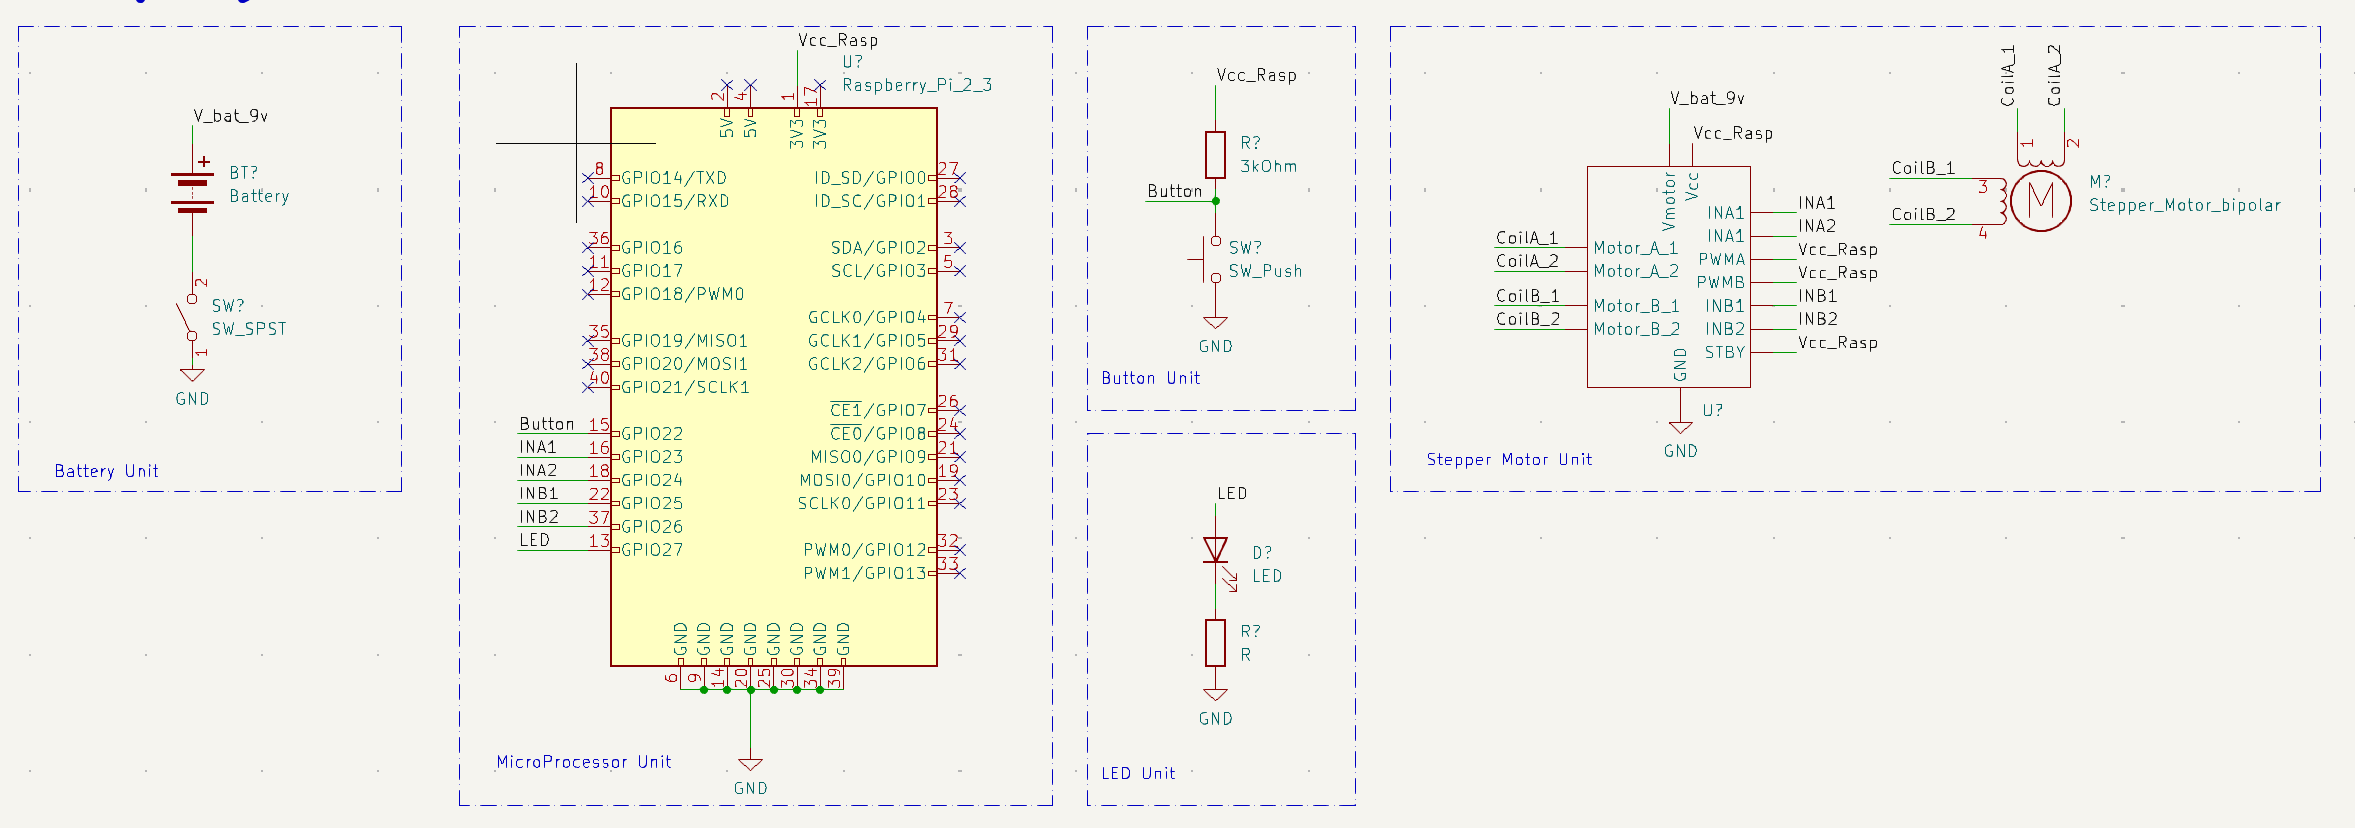 V_bat_9v
+
BT?
Battery
2
SW?
SW_SPST
1
GND
Battery Unit
Vcc_Rasp
U?
Raspberry_Pi_2_3
2
4
1
17
5V
5V
3V3
3V3
8
GPIO14/TXD
10
GPIO15/RXD
36
GPIO16
11
GPIO17
12
GPIO18/PWM0
35
GPIO19/MISO1
38
GPIO20/MOSI1
40
GPIO21/SCLK1
Button
15
GPIO22
INA1
16
GPIO23
INA2
18
GPIO24
INB1
22
GPIO25
INB2
37
GPIO26
LED
13
GPIO27
ID_SD/GPIO0
27
ID_SC/GPIO1
28
SDA/GPIO2
3
SCL/GPIO3
5
GCLK0/GPIO4
7
GCLK1/GPIO5
29
GCLK2/GPIO6
31
CE1/GPIO7
26
CE0/GPIO8
24
MISO0/GPIO9
21
MOSI0/GPIO10
19
SCLK0/GPIO11
23
PWM0/GPIO12
32
PWM1/GPIO13
33
GND
GND
GND
GND
GND
GND
GND
GND
6
9
14
20
25
30
34
39
GND
MicroProcessor Unit
Vcc_Rasp
R?
3kOhm
Button
SW?
SW_Push
GND
Button Unit
LED
D?
LED
R?
R
GND
LED Unit
V_bat_9v
Vcc_Rasp
Vmotor
Vcc
CoilA_1
Motor_A_1
CoilA_2
Motor_A_2
CoilB_1
Motor_B_1
CoilB_2
Motor_B_2
INA1
INA1
INA1
INA2
PWMA
Vcc_Rasp
PWMB
Vcc_Rasp
INB1
INB1
INB2
INB2
STBY
Vcc_Rasp
GND
U?
GND
CoilA_1
CoilA_2
1
2
CoilB_1
3
CoilB_2
4
M
M?
Stepper_Motor_bipolar
Stepper Motor Unit